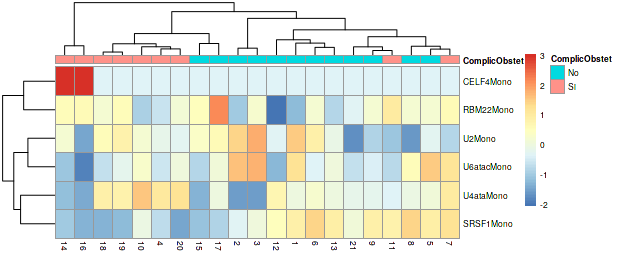 ComplicObstet
CELF4Mono
RBM22Mono
U2Mono
U6atacMono
U4ataMono
SRSF1Mono
14 16 18 19 10 4 20 15 17 2 3 12 1 6 13 21 9 11 8 5 7
3
2
1
0
-1
-2
ComplicObstet
No
SI